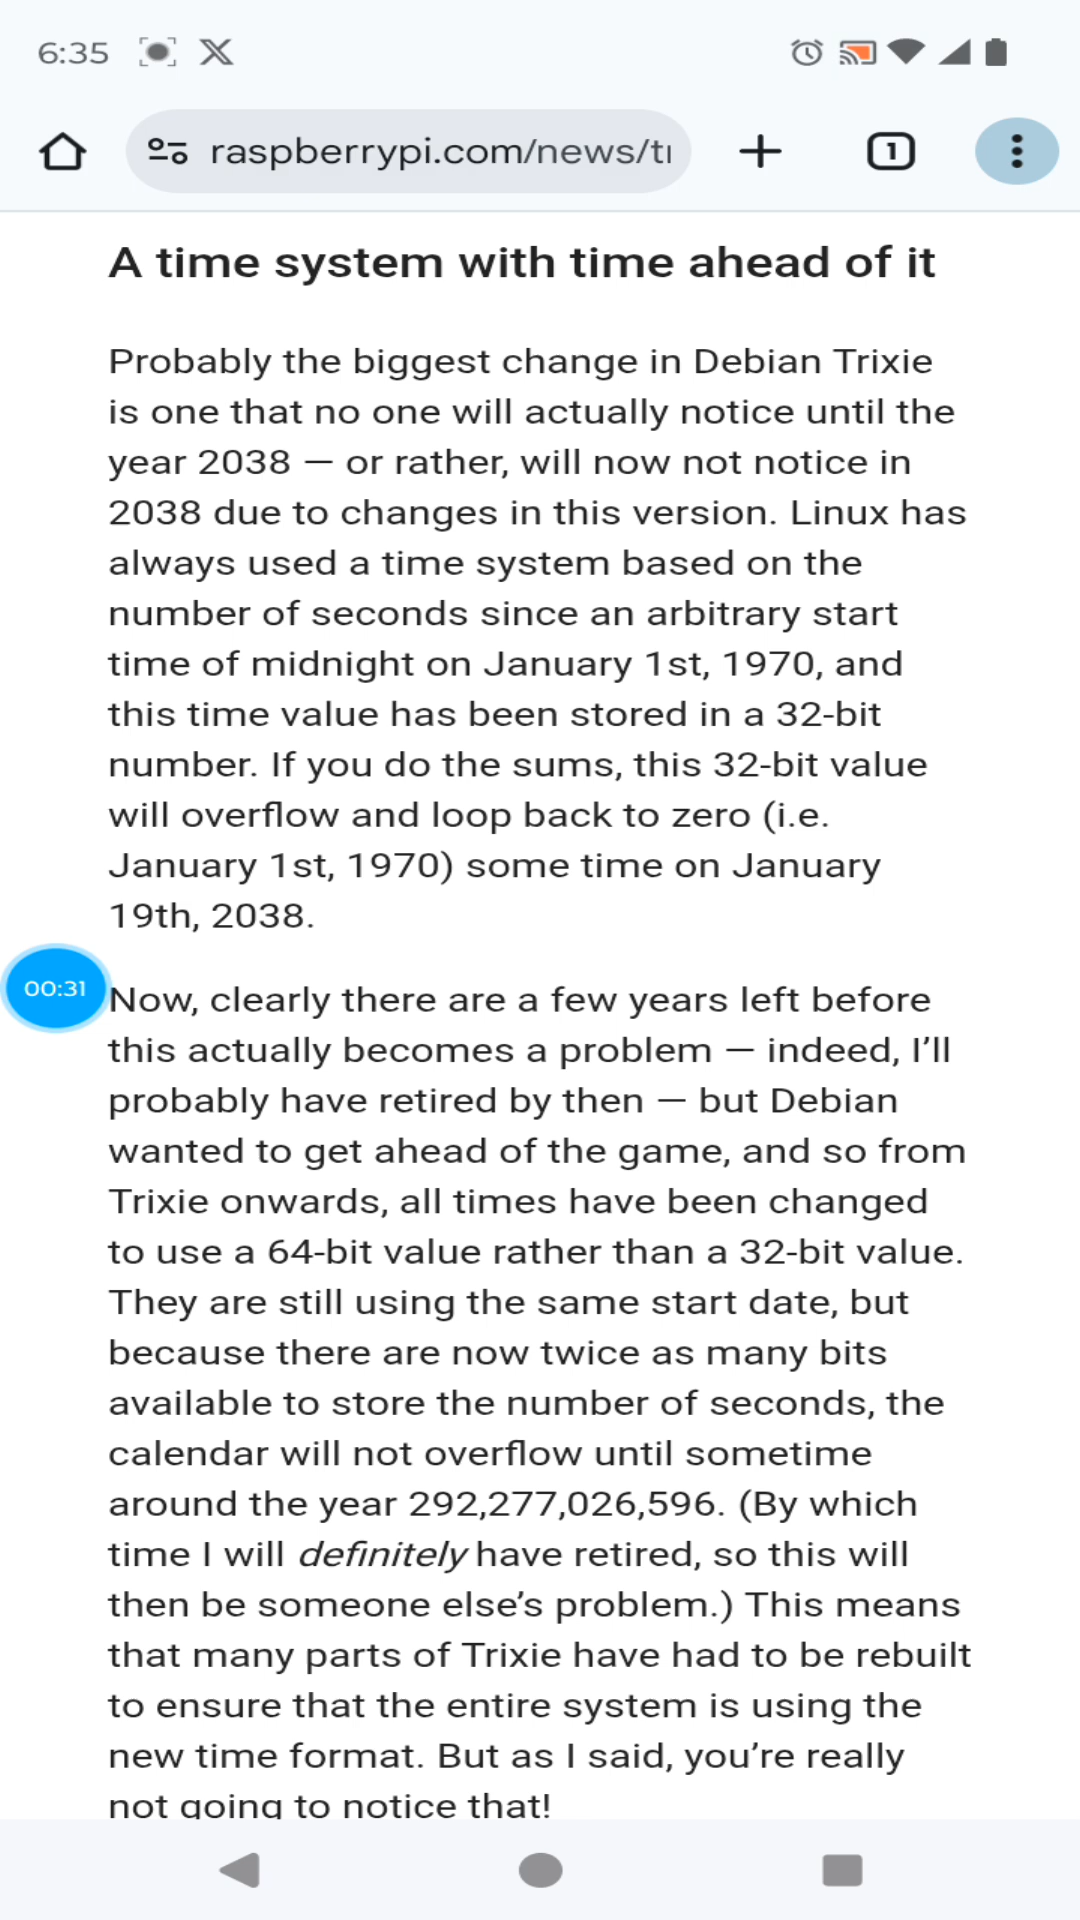 6:35
raspberrypi.com/news/tr
1
A time system with time ahead of it
Probably the biggest change in Debian Trixie
is one that no one will actually notice until the
year 2038 — or rather, will now not notice in
2038 due to changes in this version. Linux has
always used a time system based on the
number of seconds since an arbitrary start
time of midnight on January 1st, 1970, and
this time value has been stored in a 32-bit
number. If you do the sums, this 32-bit value
will overflow and loop back to zero (i.e.
January 1st, 1970) some time on January
19th, 2038.
00:31
Now, clearly there are a few years left before
this actually becomes a problem — indeed, I’ll
probably have retired by then — but Debian
wanted to get ahead of the game, and so from
Trixie onwards, all times have been changed
to use a 64-bit value rather than a 32-bit value.
They are still using the same start date, but
because there are now twice as many bits
available to store the number of seconds, the
calendar will not overflow until sometime
around the year 292,277,026,596. (By which
time I will definitely have retired, so this will
then be someone else’s problem.) This means
that many parts of Trixie have had to be rebuilt
to ensure that the entire system is using the
new time format. But as I said, you’re really
not going to notice that!